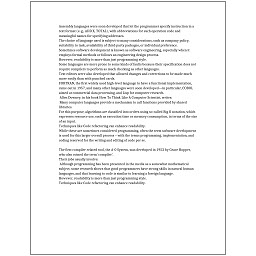 Assembly languages were soon developed that let the programmer specify instruction in a
text format (e.g., ADD X, TOTAL), with abbreviations for each operation code and
meaningful names for specifying addresses.
The choice of language used is subject to many considerations, such as company policy,
suitability to task, availability of third-party packages, or individual preference.
Sometimes software development is known as software engineering, especially when it
employs formal methods or follows an engineering design process.
However, readability is more than just programming style.
Some languages are more prone to some kinds of faults because their specification does not
require compilers to perform as much checking as other languages.
Text editors were also developed that allowed changes and corrections to be made much
more easily than with punched cards.
FORTRAN, the first widely used high-level language to have a functional implementation,
came out in 1957, and many other languages were soon developed—in particular, COBOL
aimed at commercial data processing, and Lisp for computer research.
Allen Downey, in his book How To Think Like A Computer Scientist, writes:
Many computer languages provide a mechanism to call functions provided by shared
libraries.
For this purpose, algorithms are classified into orders using so-called Big O notation, which
expresses resource use, such as execution time or memory consumption, in terms of the size
of an input.
Techniques like Code refactoring can enhance readability.
While these are sometimes considered programming, often the term software development
is used for this larger overall process – with the terms programming, implementation, and
coding reserved for the writing and editing of code per se.
The first compiler related tool, the A-0 System, was developed in 1952 by Grace Hopper,
who also coined the term 'compiler'.
Their jobs usually involve:
Although programming has been presented in the media as a somewhat mathematical
subject, some research shows that good programmers have strong skills in natural human
languages, and that learning to code is similar to learning a foreign language.
However, readability is more than just programming style.
Techniques like Code refactoring can enhance readability.